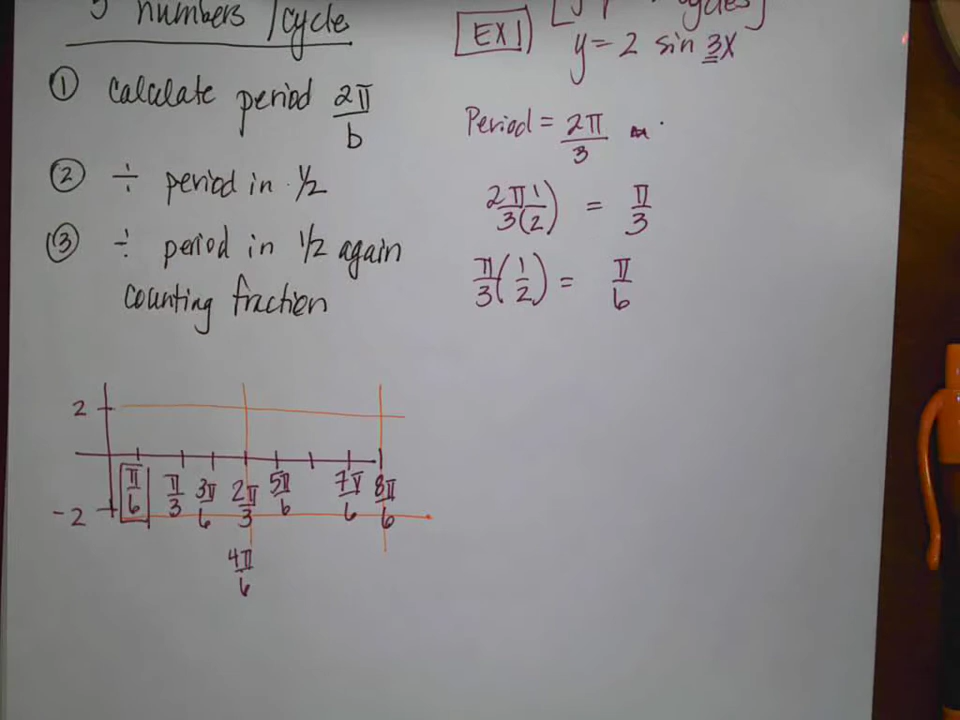 numbers /cycle
① calculate period 2π/b
② ÷ period in 1/2
③ ÷ period in 1/2 again
counting fraction
EX 1
y = 2 sin 3x
Period = 2π/3
2π/3 (1/2) = π/3
π/3 (1/2) = π/6
2
-2
π/6 π/3 3π/6 2π/3 5π/6 7π/6 8π/6
4π/6